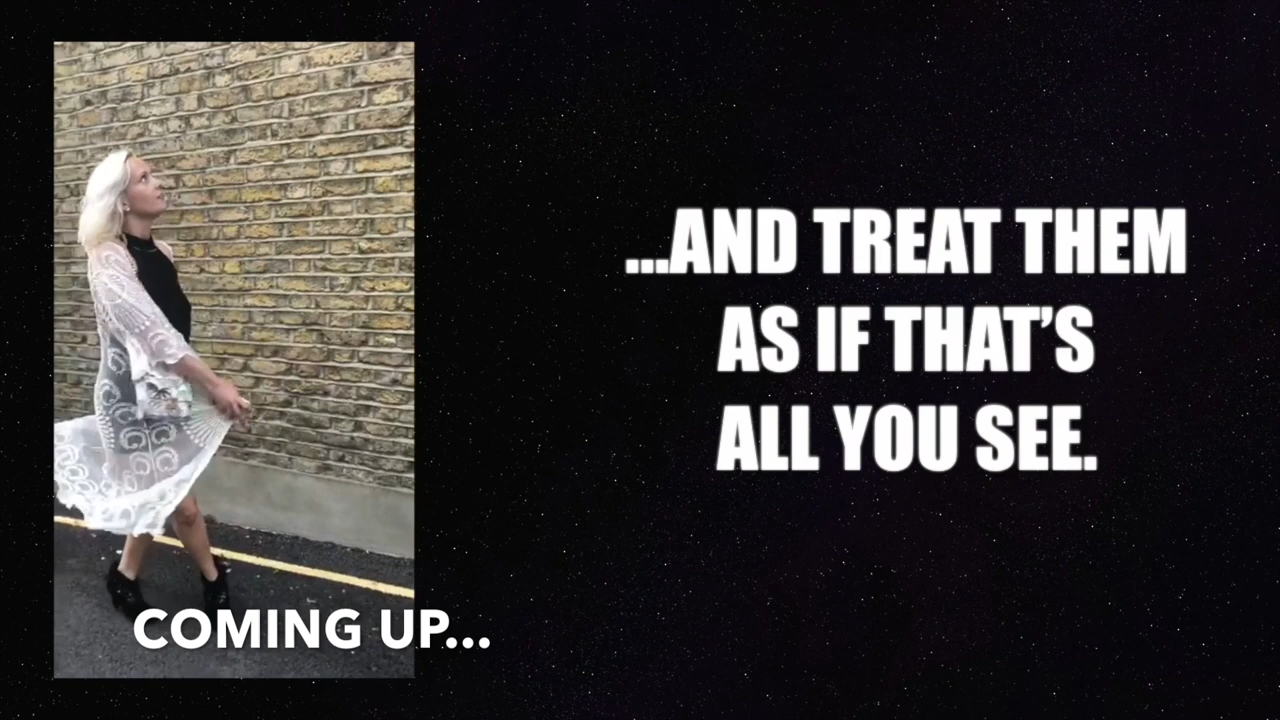 ...AND TREAT THEM
AS IF THAT’S
ALL YOU SEE.
COMING UP...